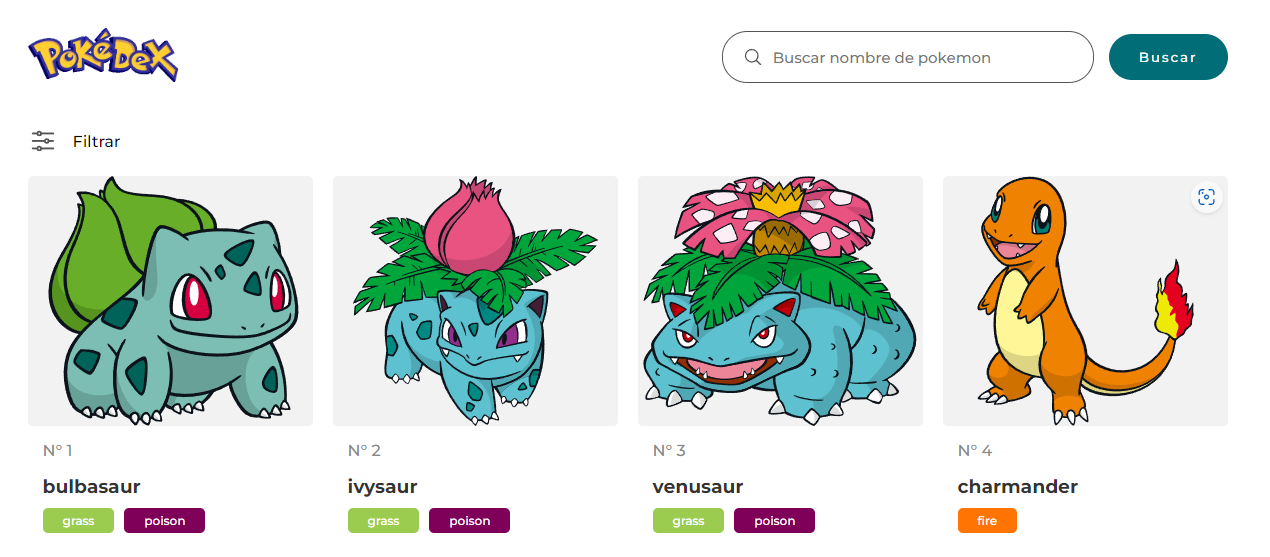 PoKéDeX
Buscar nombre de pokemon
Buscar
Filtrar
N° 1
bulbasaur
grass poison
N° 2
ivysaur
grass poison
N° 3
venusaur
grass poison
N° 4
charmander
fire